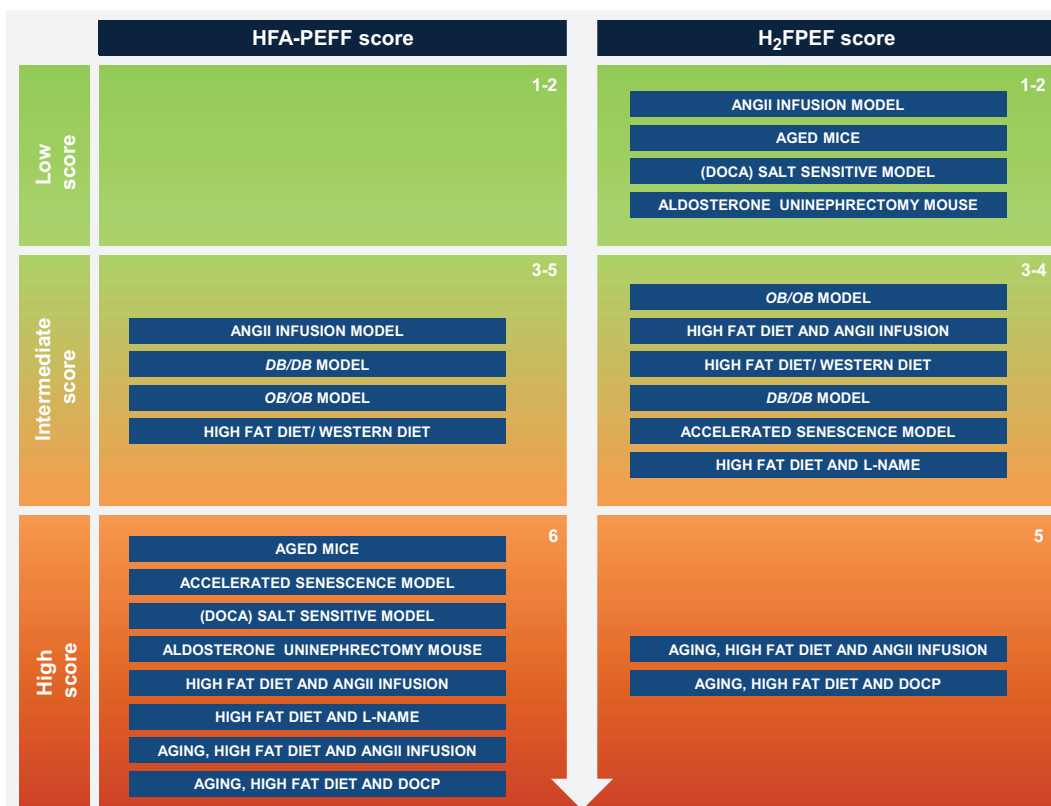 HFA-PEFF score
H₂FPEF score
Low
score
1-2
1-2
ANGII INFUSION MODEL
AGED MICE
(DOCA) SALT SENSITIVE MODEL
ALDOSTERONE UNINEPHRECTOMY MOUSE
Intermediate
score
3-5
ANGII INFUSION MODEL
DB/DB MODEL
OB/OB MODEL
HIGH FAT DIET/ WESTERN DIET
3-4
OB/OB MODEL
HIGH FAT DIET AND ANGII INFUSION
HIGH FAT DIET/ WESTERN DIET
DB/DB MODEL
ACCELERATED SENESCENCE MODEL
HIGH FAT DIET AND L-NAME
High
score
6
AGED MICE
ACCELERATED SENESCENCE MODEL
(DOCA) SALT SENSITIVE MODEL
ALDOSTERONE UNINEPHRECTOMY MOUSE
HIGH FAT DIET AND ANGII INFUSION
HIGH FAT DIET AND L-NAME
AGING, HIGH FAT DIET AND ANGII INFUSION
AGING, HIGH FAT DIET AND DOCP
5
AGING, HIGH FAT DIET AND ANGII INFUSION
AGING, HIGH FAT DIET AND DOCP